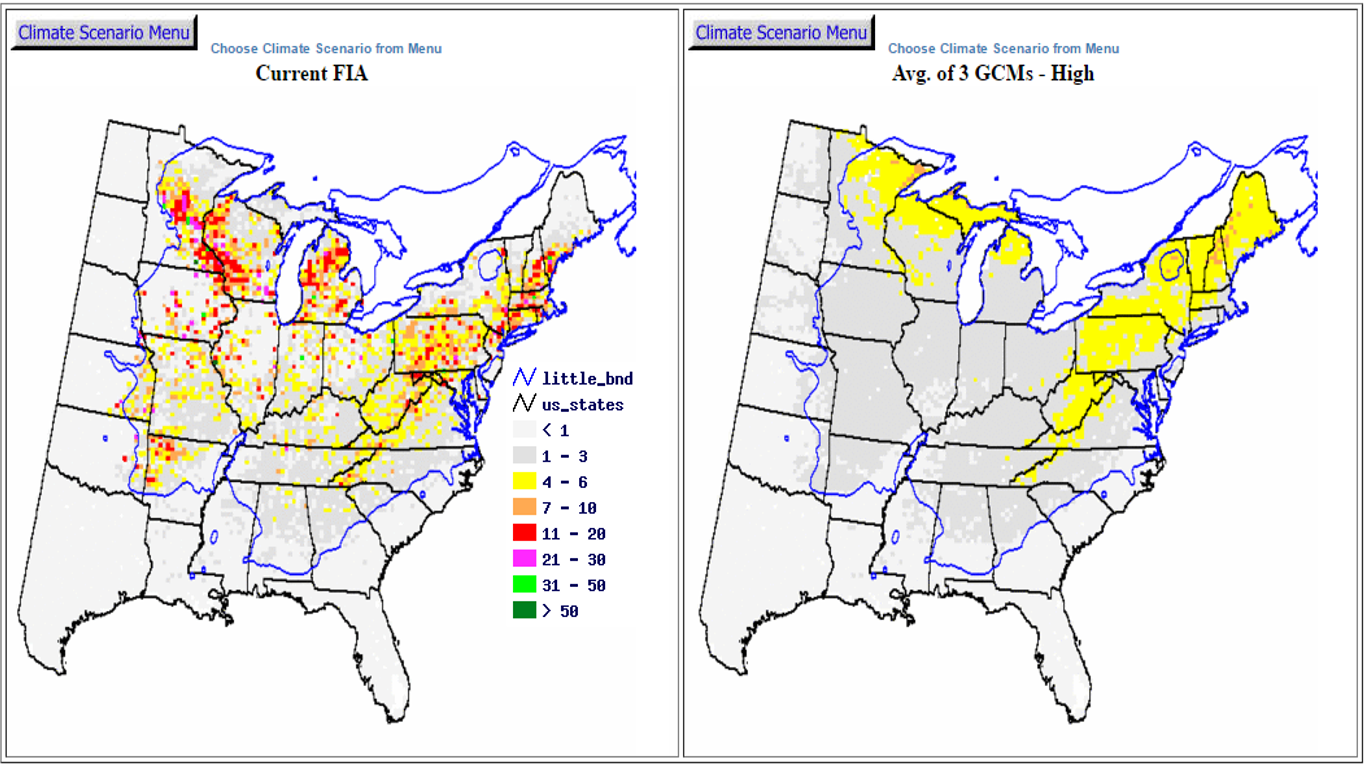 Climate Scenario Menu
Choose Climate Scenario from Menu
Current FIA
little_bnd
us_states
< 1
1 - 3
4 - 6
7 - 10
11 - 20
21 - 30
31 - 50
> 50
Climate Scenario Menu
Choose Climate Scenario from Menu
Avg. of 3 GCMs - High